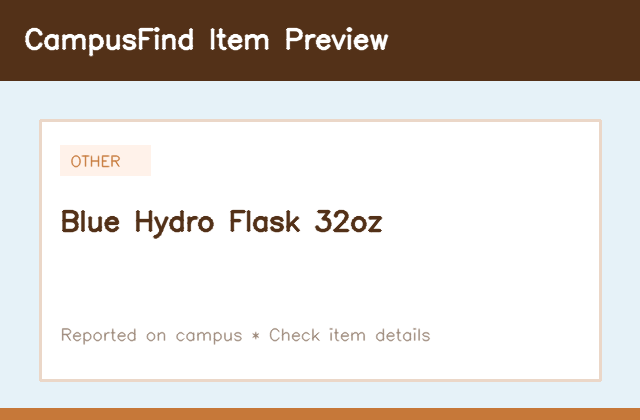 CampusFind Item Preview
OTHER
Blue Hydro Flask 32oz
Reported on campus * Check item details